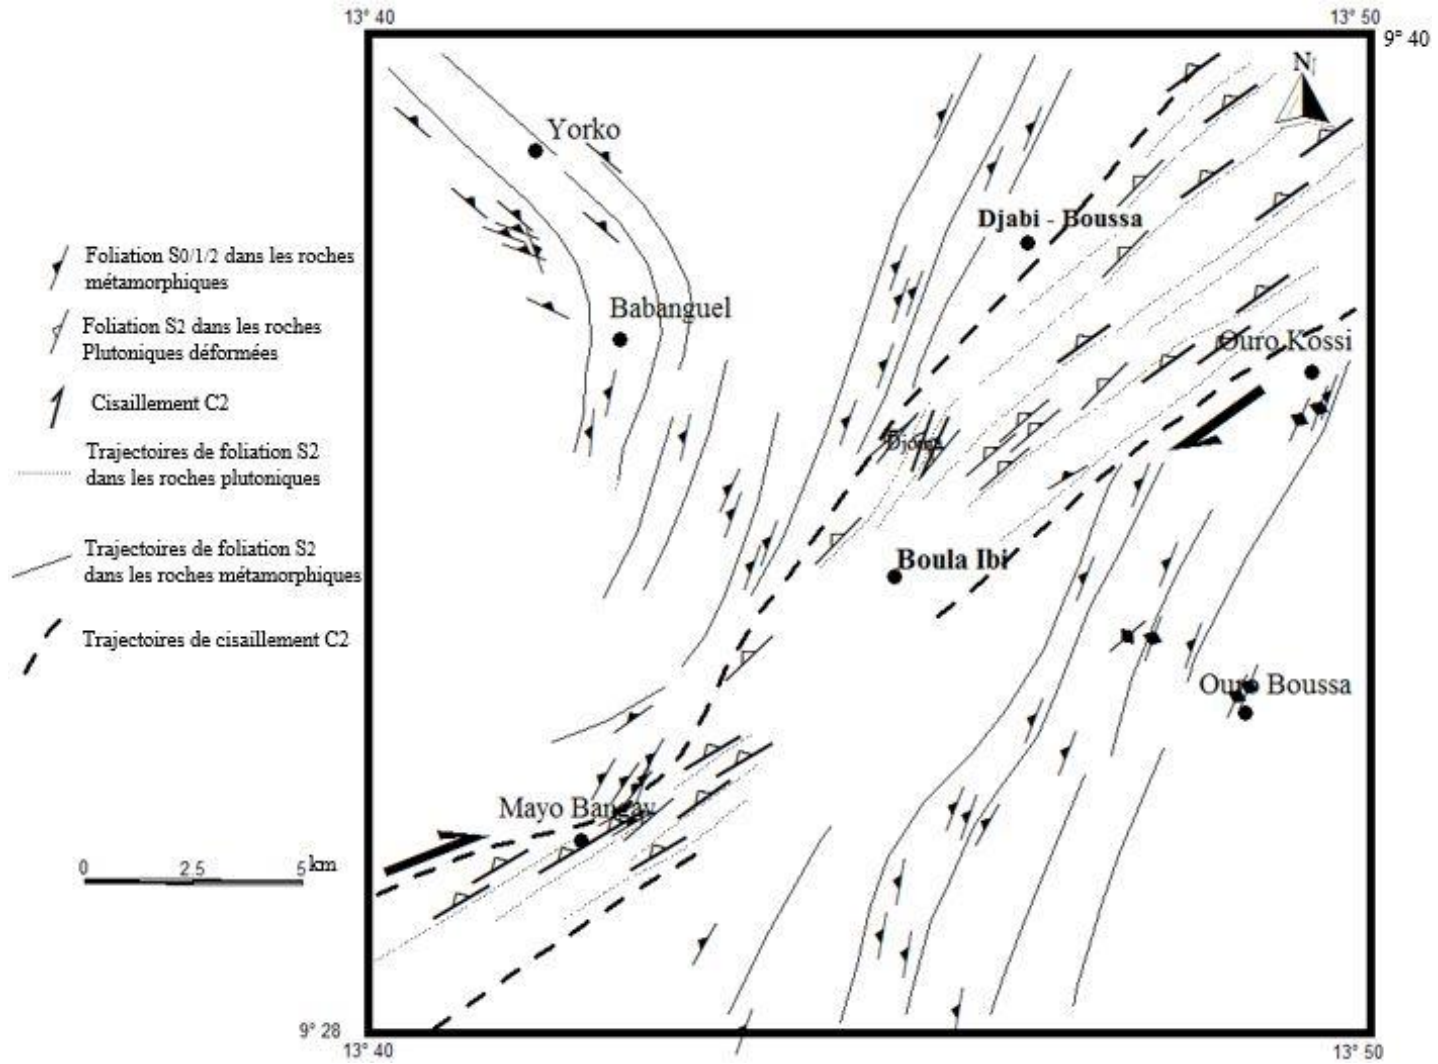 13° 40
13° 50
9° 40
N
Yorko
Djabi - Boussa
Foliation S0/1/2 dans les roches
métamorphiques
Babanguel
Foliation S2 dans les roches
Plutoniques déformées
Ouro Kossi
Cisaillement C2
Trajectoires de foliation S2
dans les roches plutoniques
Trajectoires de foliation S2
dans les roches métamorphiques
Boula Ibi
Trajectoires de cisaillement C2
Ouro Boussa
Mayo Bangay
0 2.5 5 km
9° 28
13° 40
13° 50